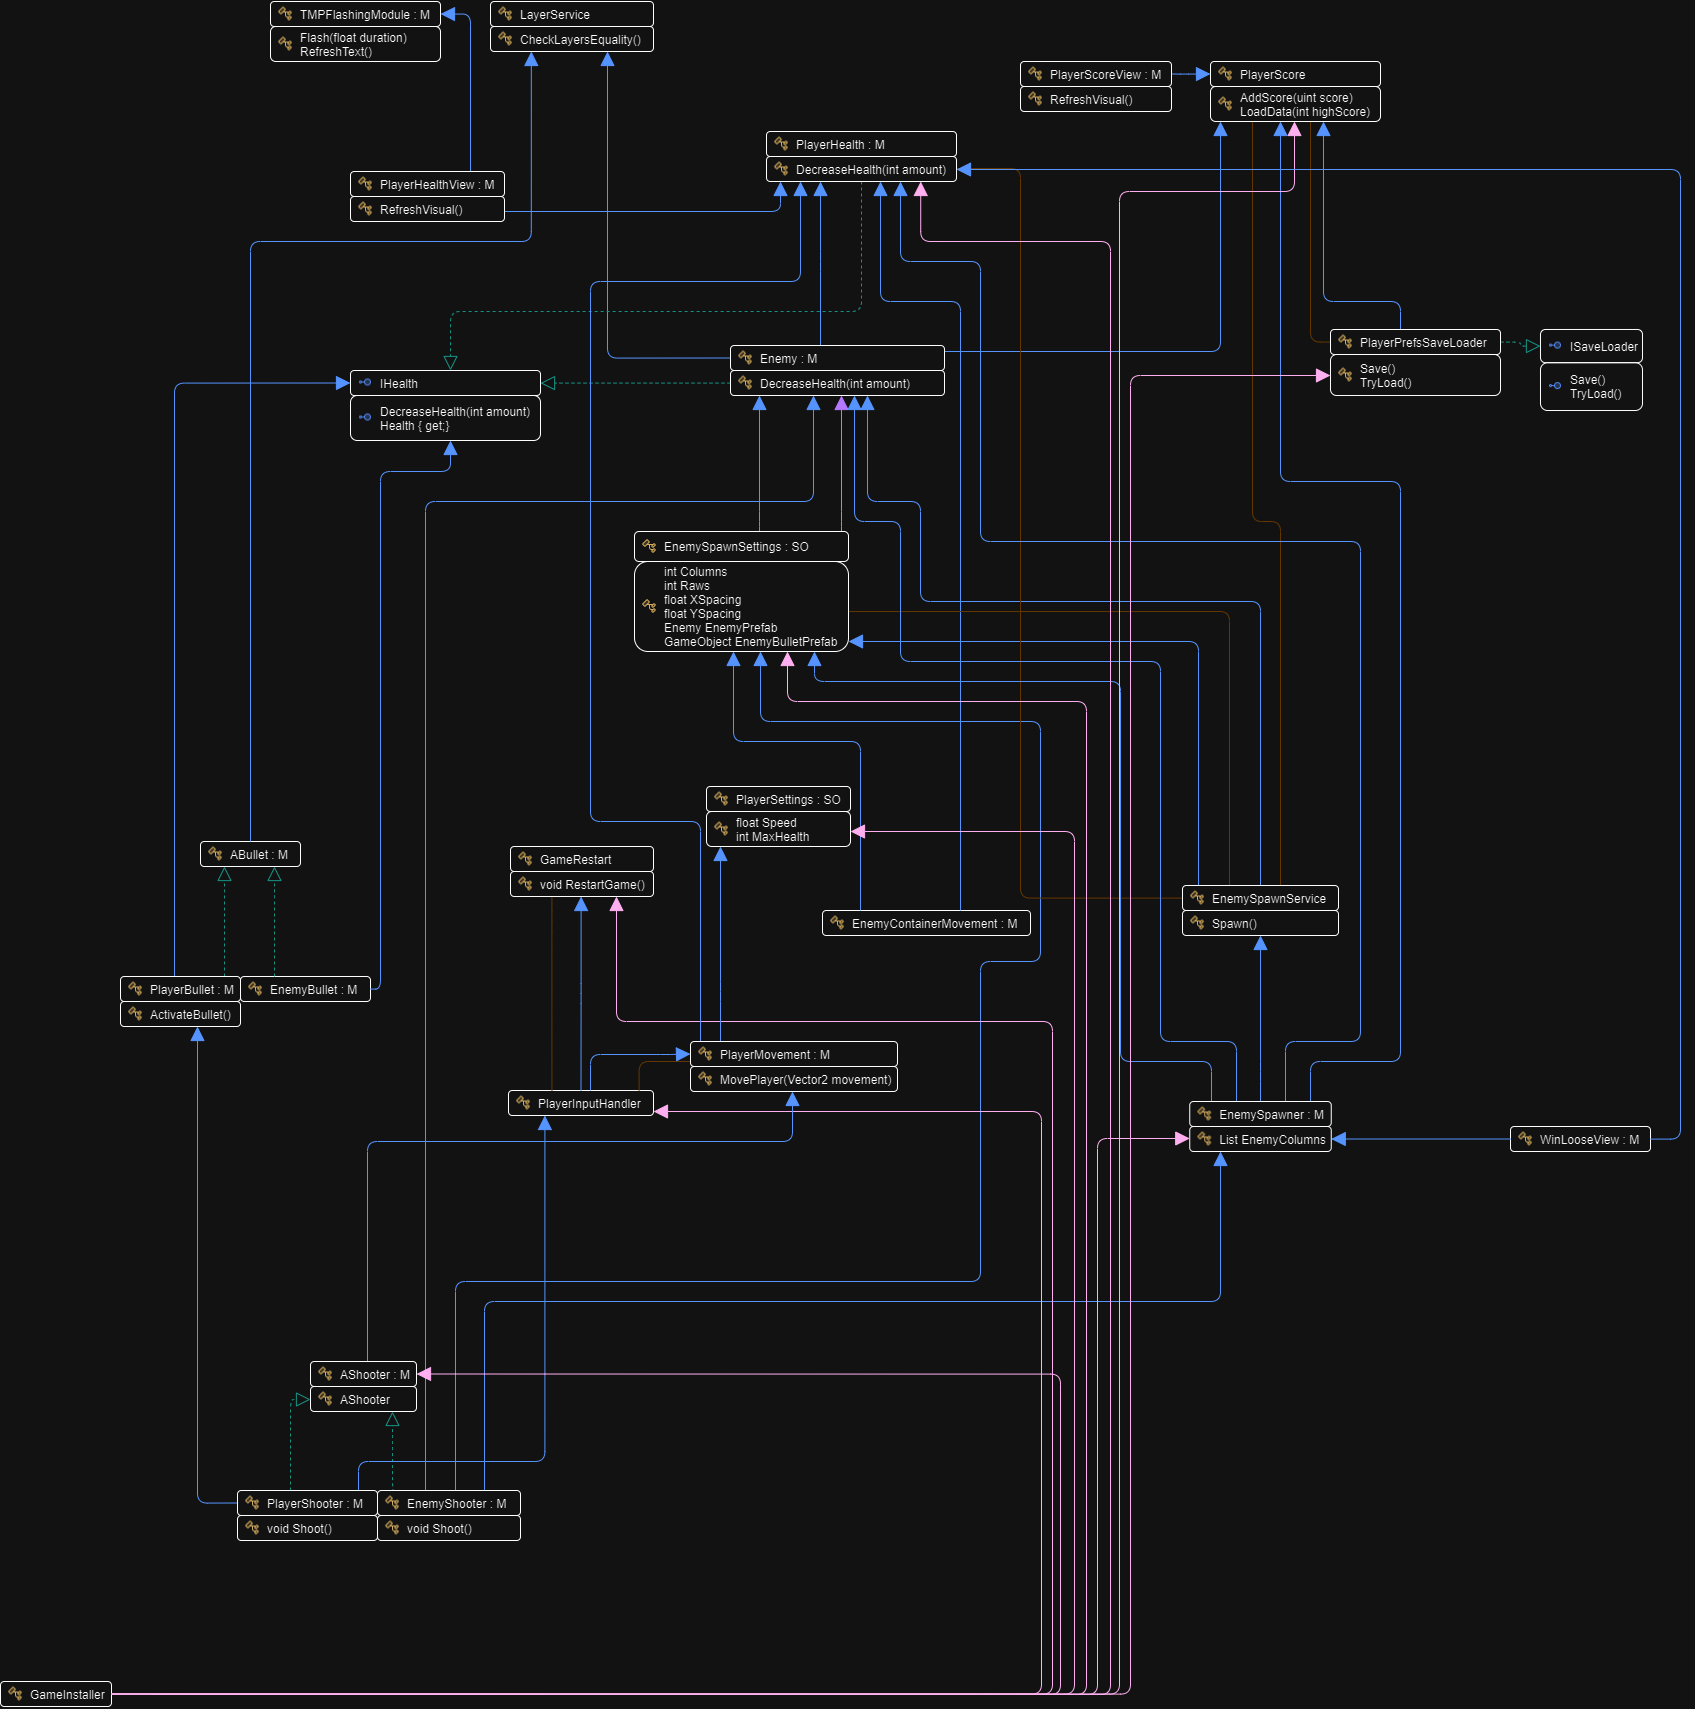 TMPFlashingModule : M
Flash(float duration)
RefreshText()
LayerService
CheckLayersEquality()
PlayerScoreView : M
RefreshVisual()
PlayerScore
AddScore(uint score)
LoadData(int highScore)
PlayerHealth : M
DecreaseHealth(int amount)
PlayerHealthView : M
RefreshVisual()
Enemy : M
DecreaseHealth(int amount)
PlayerPrefsSaveLoader
Save()
TryLoad()
ISaveLoader
Save()
TryLoad()
IHealth
DecreaseHealth(int amount)
Health { get;}
EnemySpawnSettings : SO
int Columns
int Raws
float XSpacing
float YSpacing
Enemy EnemyPrefab
GameObject EnemyBulletPrefab
PlayerSettings : SO
float Speed
int MaxHealth
ABullet : M
GameRestart
void RestartGame()
EnemyContainerMovement : M
EnemySpawnService
Spawn()
PlayerBullet : M
ActivateBullet()
EnemyBullet : M
PlayerMovement : M
MovePlayer(Vector2 movement)
PlayerInputHandler
EnemySpawner : M
List EnemyColumns
WinLooseView : M
AShooter : M
AShooter
PlayerShooter : M
void Shoot()
EnemyShooter : M
void Shoot()
GameInstaller